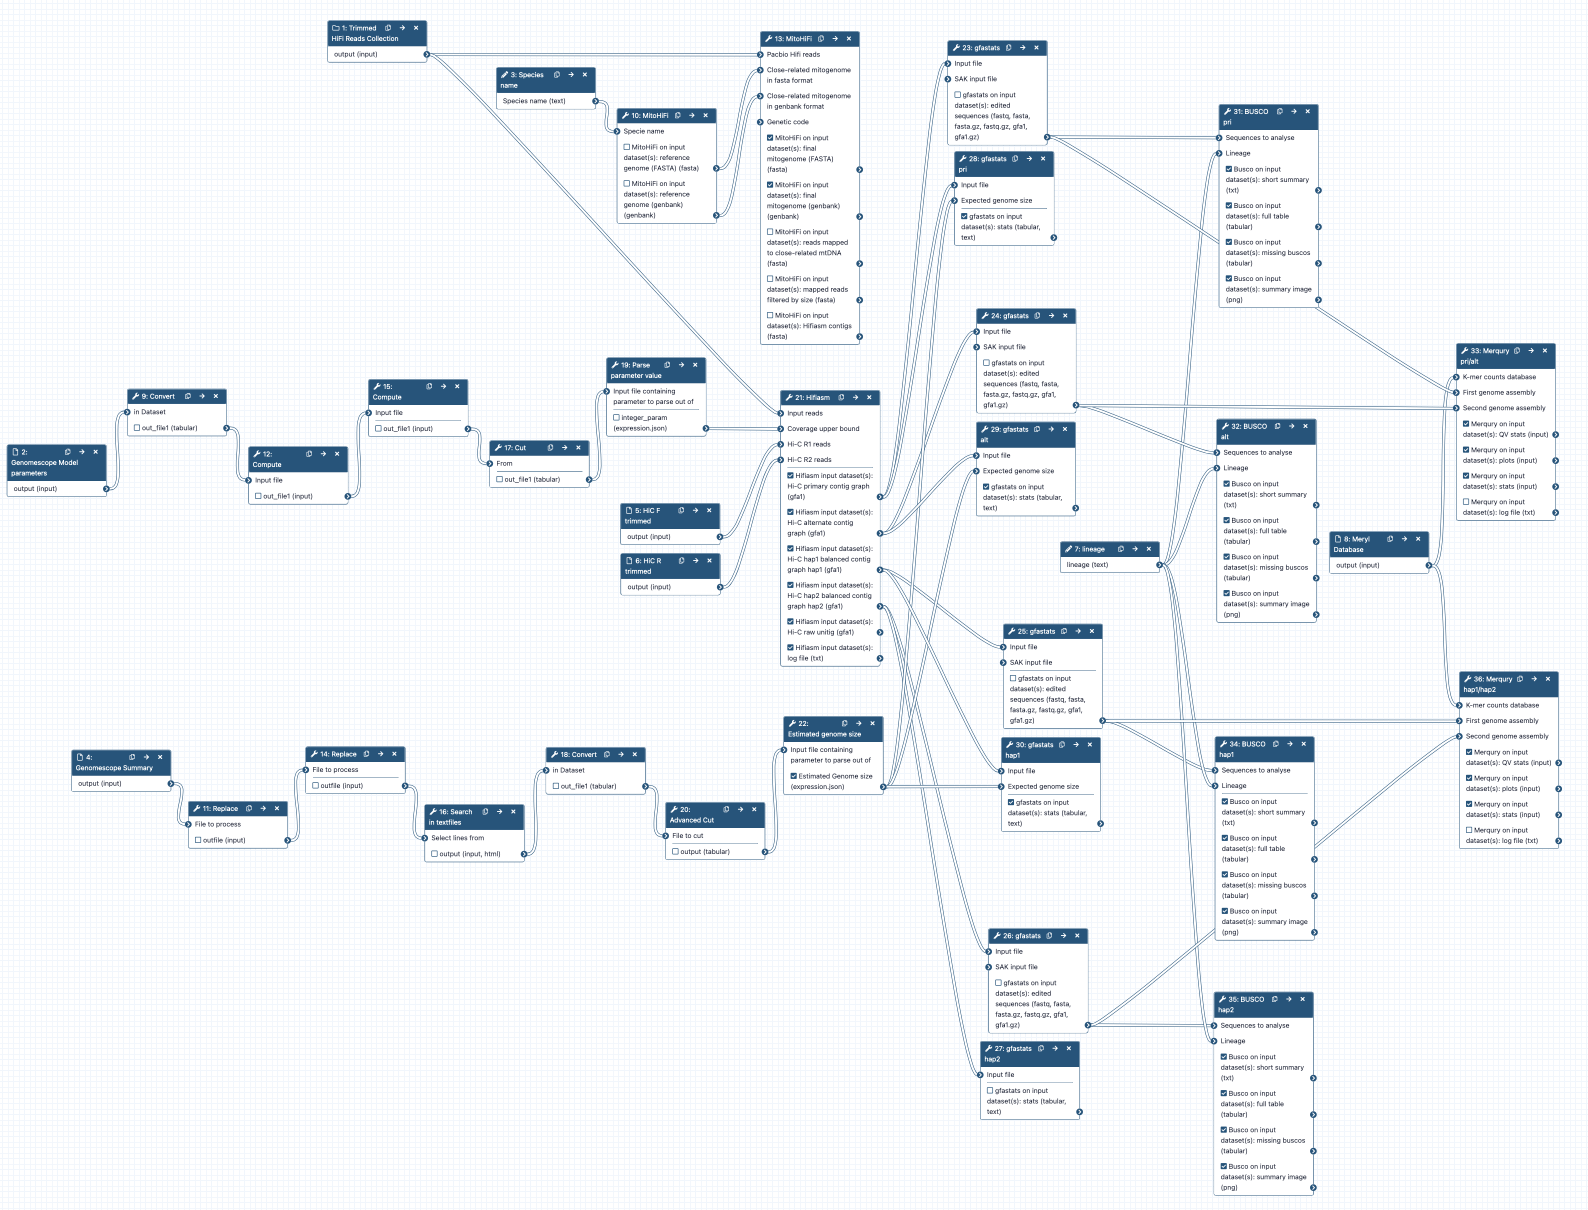 1: Trimmed
HiFi Reads Collection
output (input)
3: Species
name
Species name (text)
10: MitoHiFi
Specie name
MitoHiFi on input
dataset(s): reference
genome (FASTA) (fasta)
MitoHiFi on input
dataset(s): reference
genome (genbank)
(genbank)
13: MitoHiFi
Pacbio Hifi reads
Close-related mitogenome
in fasta format
Close-related mitogenome
in genbank format
Genetic code
MitoHiFi on input
dataset(s): final
mitogenome (FASTA)
(fasta)
MitoHiFi on input
dataset(s): final
mitogenome (genbank)
(genbank)
MitoHiFi on input
dataset(s): reads mapped
to close-related mtDNA
(fasta)
MitoHiFi on input
dataset(s): mapped reads
filtered by size (fasta)
MitoHiFi on input
dataset(s): Hifiasm contigs
(fasta)
2:
Genomescope Model
parameters
output (input)
9: Convert
in Dataset
out_file1 (tabular)
12:
Compute
Input file
out_file1 (input)
15:
Compute
Input file
out_file1 (input)
17: Cut
From
out_file1 (tabular)
19: Parse
parameter value
Input file containing
parameter to parse out of
integer_param
(expression.json)
5: HiC F
trimmed
output (input)
6: HiC R
trimmed
output (input)
21: Hifiasm
Input reads
Coverage upper bound
Hi-C R1 reads
Hi-C R2 reads
Hifiasm input dataset(s):
Hi-C primary contig graph
(gfa1)
Hifiasm input dataset(s):
Hi-C alternate contig
graph (gfa1)
Hifiasm input dataset(s):
Hi-C hap1 balanced contig
graph hap1 (gfa1)
Hifiasm input dataset(s):
Hi-C hap2 balanced contig
graph hap2 (gfa1)
Hifiasm input dataset(s):
Hi-C raw unitig (gfa1)
Hifiasm input dataset(s):
log file (txt)
4:
Genomescope Summary
output (input)
11: Replace
File to process
outfile (input)
14: Replace
File to process
outfile (input)
16: Search
in textfiles
Select lines from
output (input, html)
18: Convert
in Dataset
out_file1 (tabular)
20:
Advanced Cut
File to cut
output (tabular)
22:
Estimated genome size
Input file containing
parameter to parse out of
Estimated Genome size
(expression.json)
23: gfastats
Input file
SAK input file
gfastats on input
dataset(s): edited
sequences (fastq, fasta,
fasta.gz, fastq.gz, gfa1,
gfa1.gz)
28: gfastats
pri
Input file
Expected genome size
gfastats on input
dataset(s): stats (tabular,
text)
24: gfastats
Input file
SAK input file
gfastats on input
dataset(s): edited
sequences (fastq, fasta,
fasta.gz, fastq.gz, gfa1,
gfa1.gz)
29: gfastats
alt
Input file
Expected genome size
gfastats on input
dataset(s): stats (tabular,
text)
7: lineage
lineage (text)
25: gfastats
Input file
SAK input file
gfastats on input
dataset(s): edited
sequences (fastq, fasta,
fasta.gz, fastq.gz, gfa1,
gfa1.gz)
30: gfastats
hap1
Input file
Expected genome size
gfastats on input
dataset(s): stats (tabular,
text)
26: gfastats
Input file
SAK input file
gfastats on input
dataset(s): edited
sequences (fastq, fasta,
fasta.gz, fastq.gz, gfa1,
gfa1.gz)
27: gfastats
hap2
Input file
gfastats on input
dataset(s): stats (tabular,
text)
31: BUSCO
pri
Sequences to analyse
Lineage
Busco on input
dataset(s): short summary
(txt)
Busco on input
dataset(s): full table
(tabular)
Busco on input
dataset(s): missing buscos
(tabular)
Busco on input
dataset(s): summary image
(png)
32: BUSCO
alt
Sequences to analyse
Lineage
Busco on input
dataset(s): short summary
(txt)
Busco on input
dataset(s): full table
(tabular)
Busco on input
dataset(s): missing buscos
(tabular)
Busco on input
dataset(s): summary image
(png)
34: BUSCO
hap1
Sequences to analyse
Lineage
Busco on input
dataset(s): short summary
(txt)
Busco on input
dataset(s): full table
(tabular)
Busco on input
dataset(s): missing buscos
(tabular)
Busco on input
dataset(s): summary image
(png)
35: BUSCO
hap2
Sequences to analyse
Lineage
Busco on input
dataset(s): short summary
(txt)
Busco on input
dataset(s): full table
(tabular)
Busco on input
dataset(s): missing buscos
(tabular)
Busco on input
dataset(s): summary image
(png)
8: Meryl
Database
output (input)
33: Merqury
pri/alt
K-mer counts database
First genome assembly
Second genome assembly
Merqury on input
dataset(s): QV stats (input)
Merqury on input
dataset(s): plots (input)
Merqury on input
dataset(s): stats (input)
Merqury on input
dataset(s): log file (txt)
36: Merqury
hap1/hap2
K-mer counts database
First genome assembly
Second genome assembly
Merqury on input
dataset(s): QV stats (input)
Merqury on input
dataset(s): plots (input)
Merqury on input
dataset(s): stats (input)
Merqury on input
dataset(s): log file (txt)